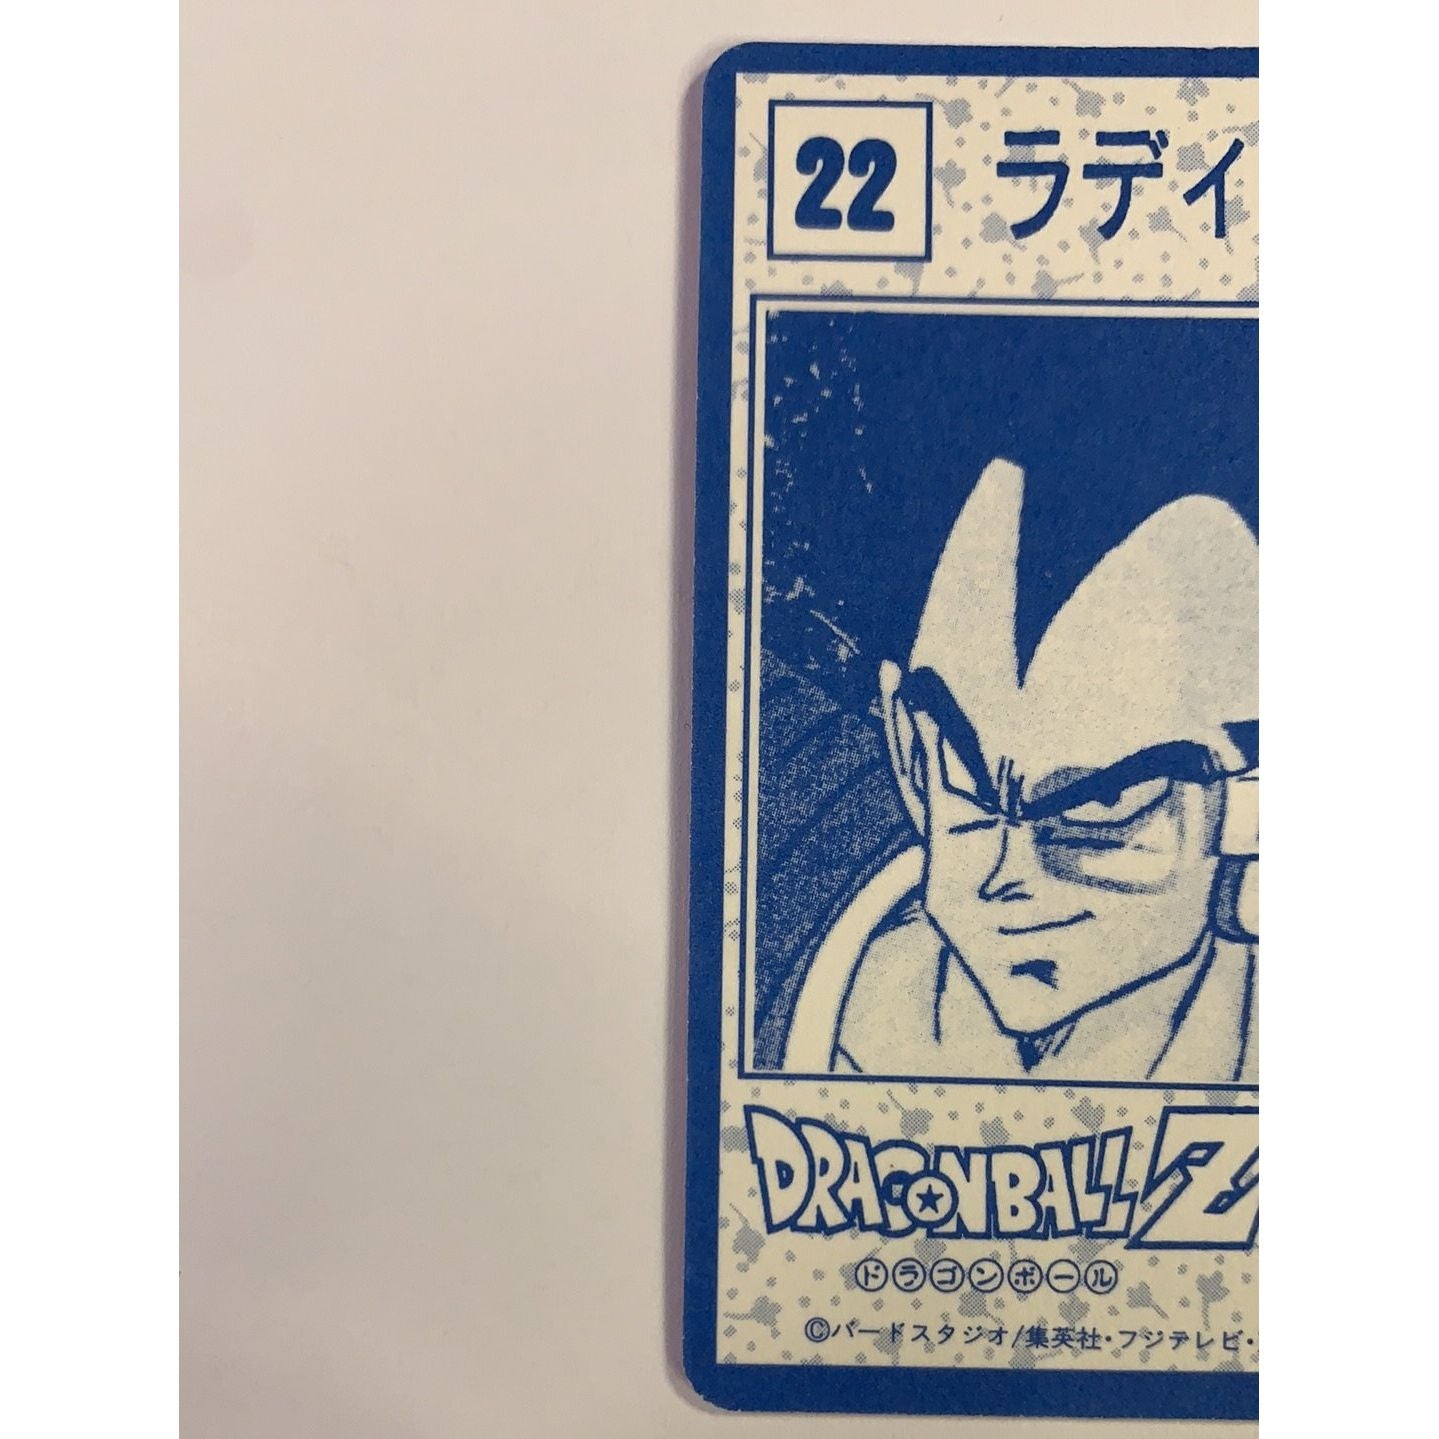 22
ラディ
DRAGONBALL Z
ドラゴンボール
©バードスタジオ/集英社・フジテレビ・